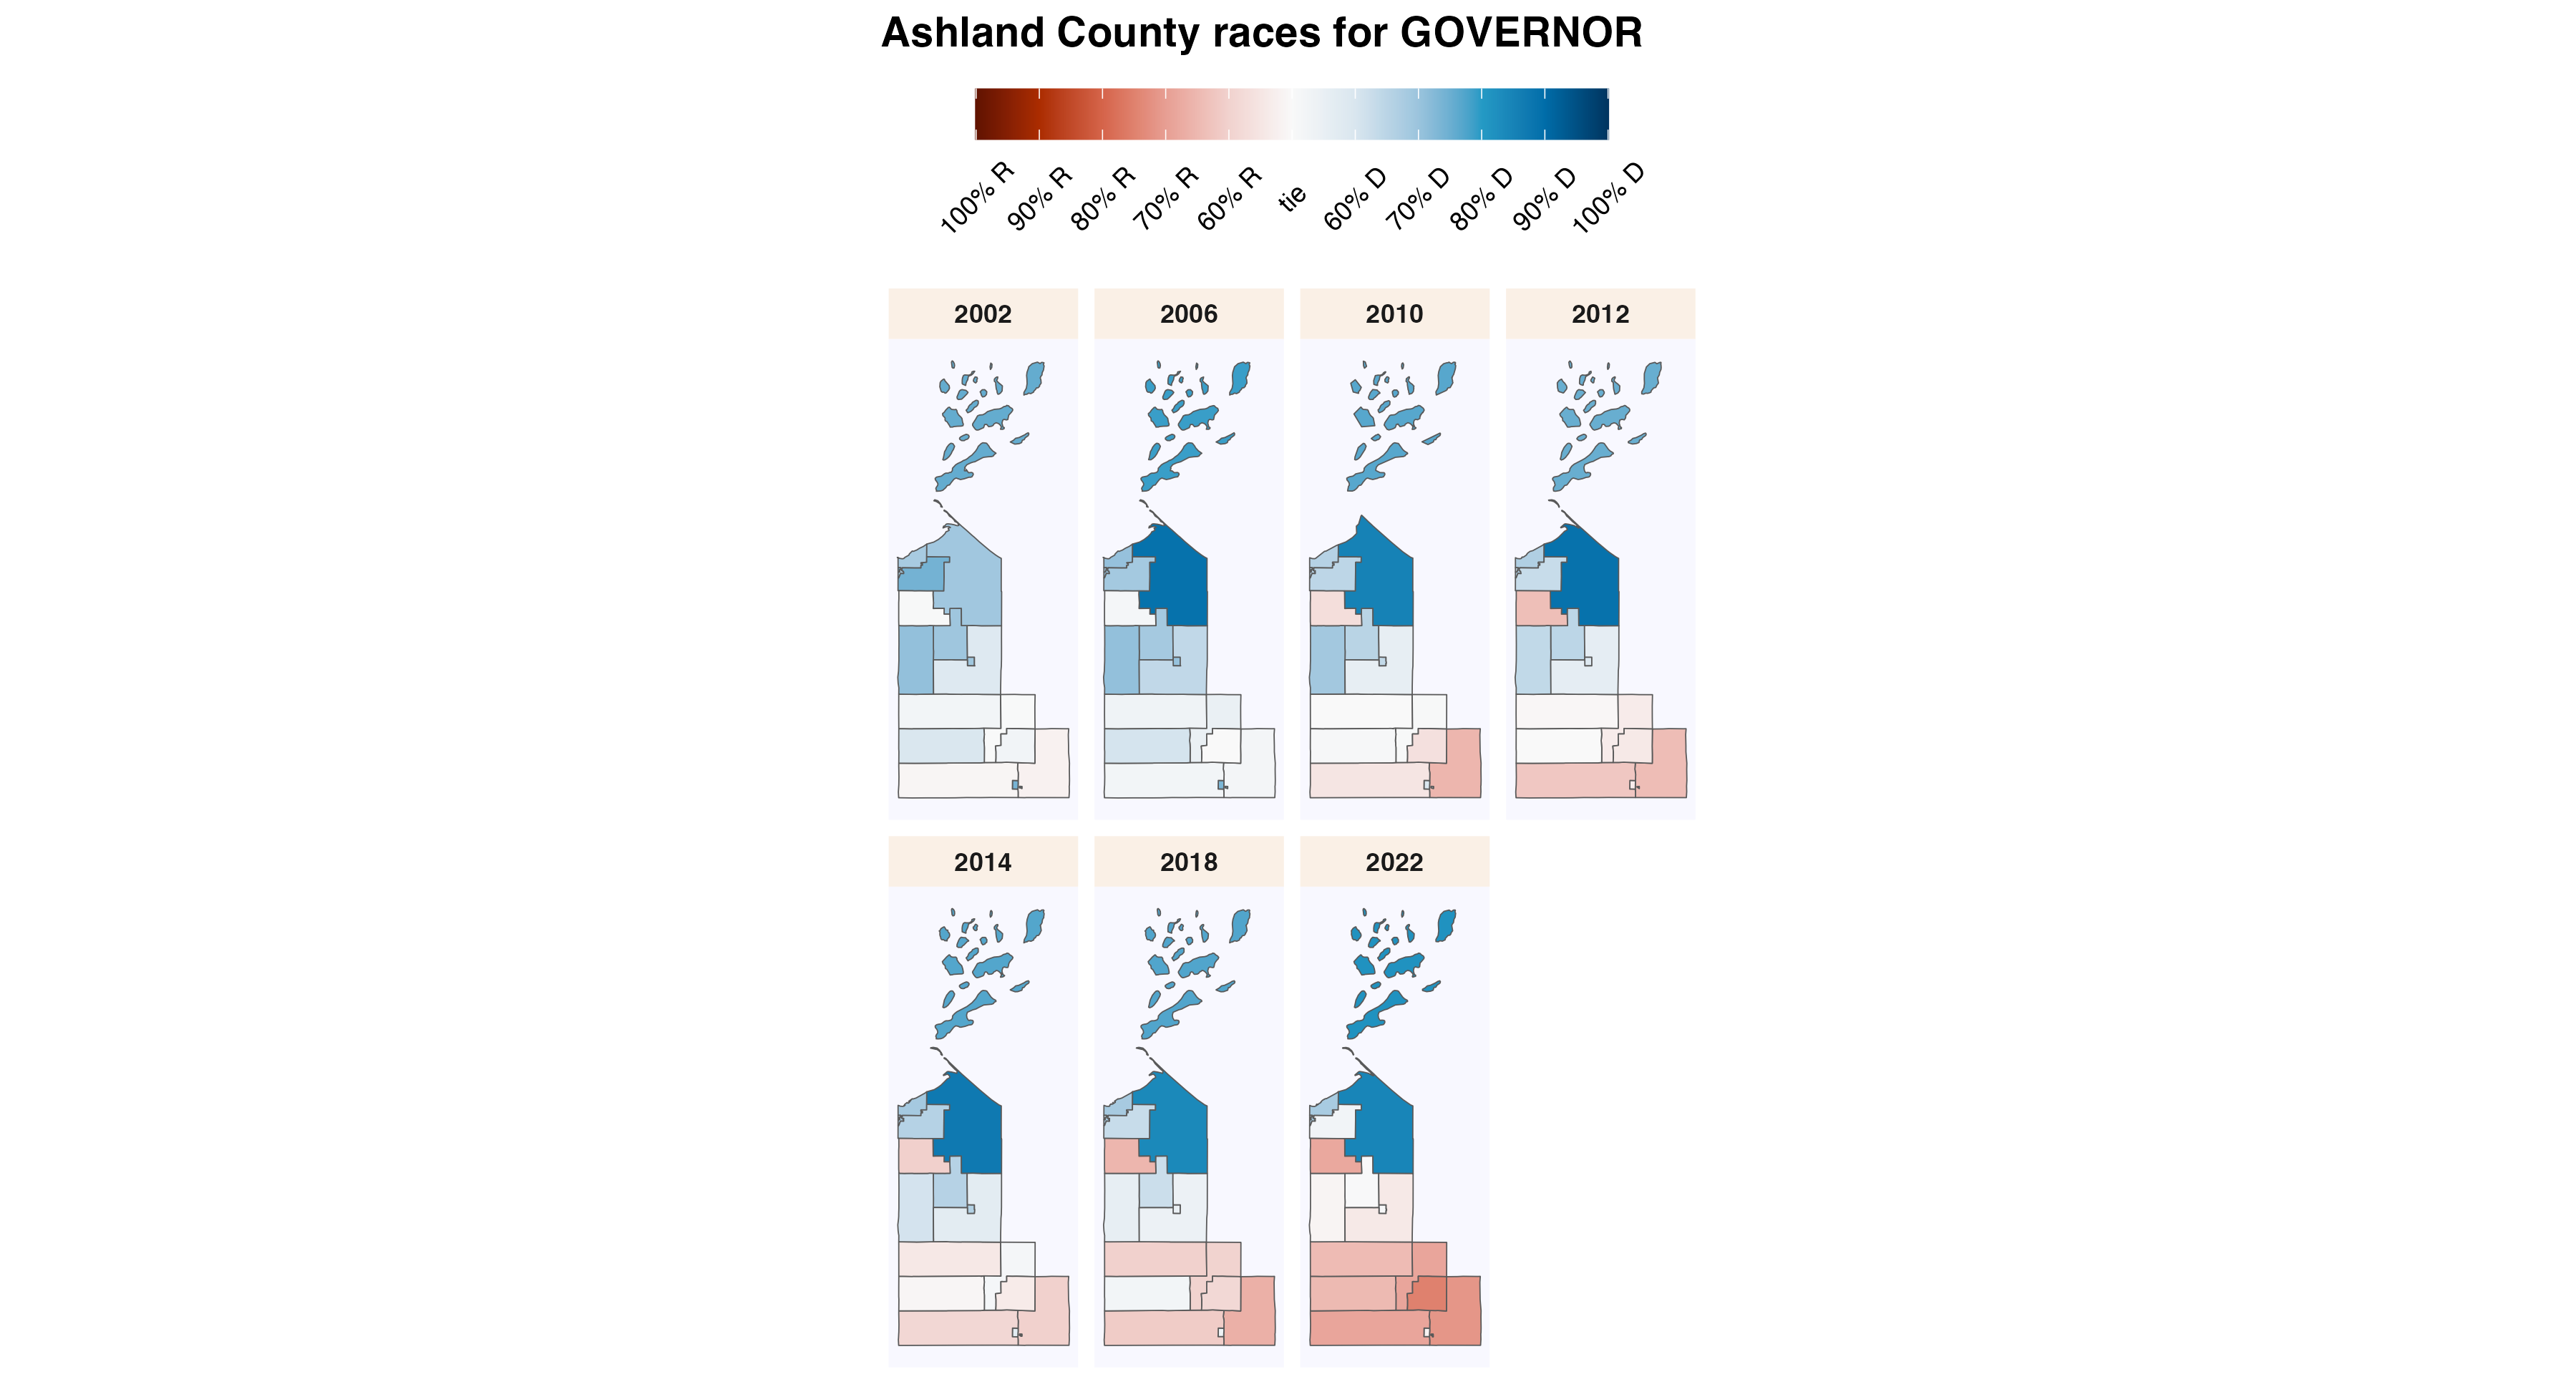 Ashland County races for GOVERNOR
100% R 90% R 80% R 70% R 60% R tie 60% D 70% D 80% D 90% D 100% D
2002 2006 2010 2012
2014 2018 2022